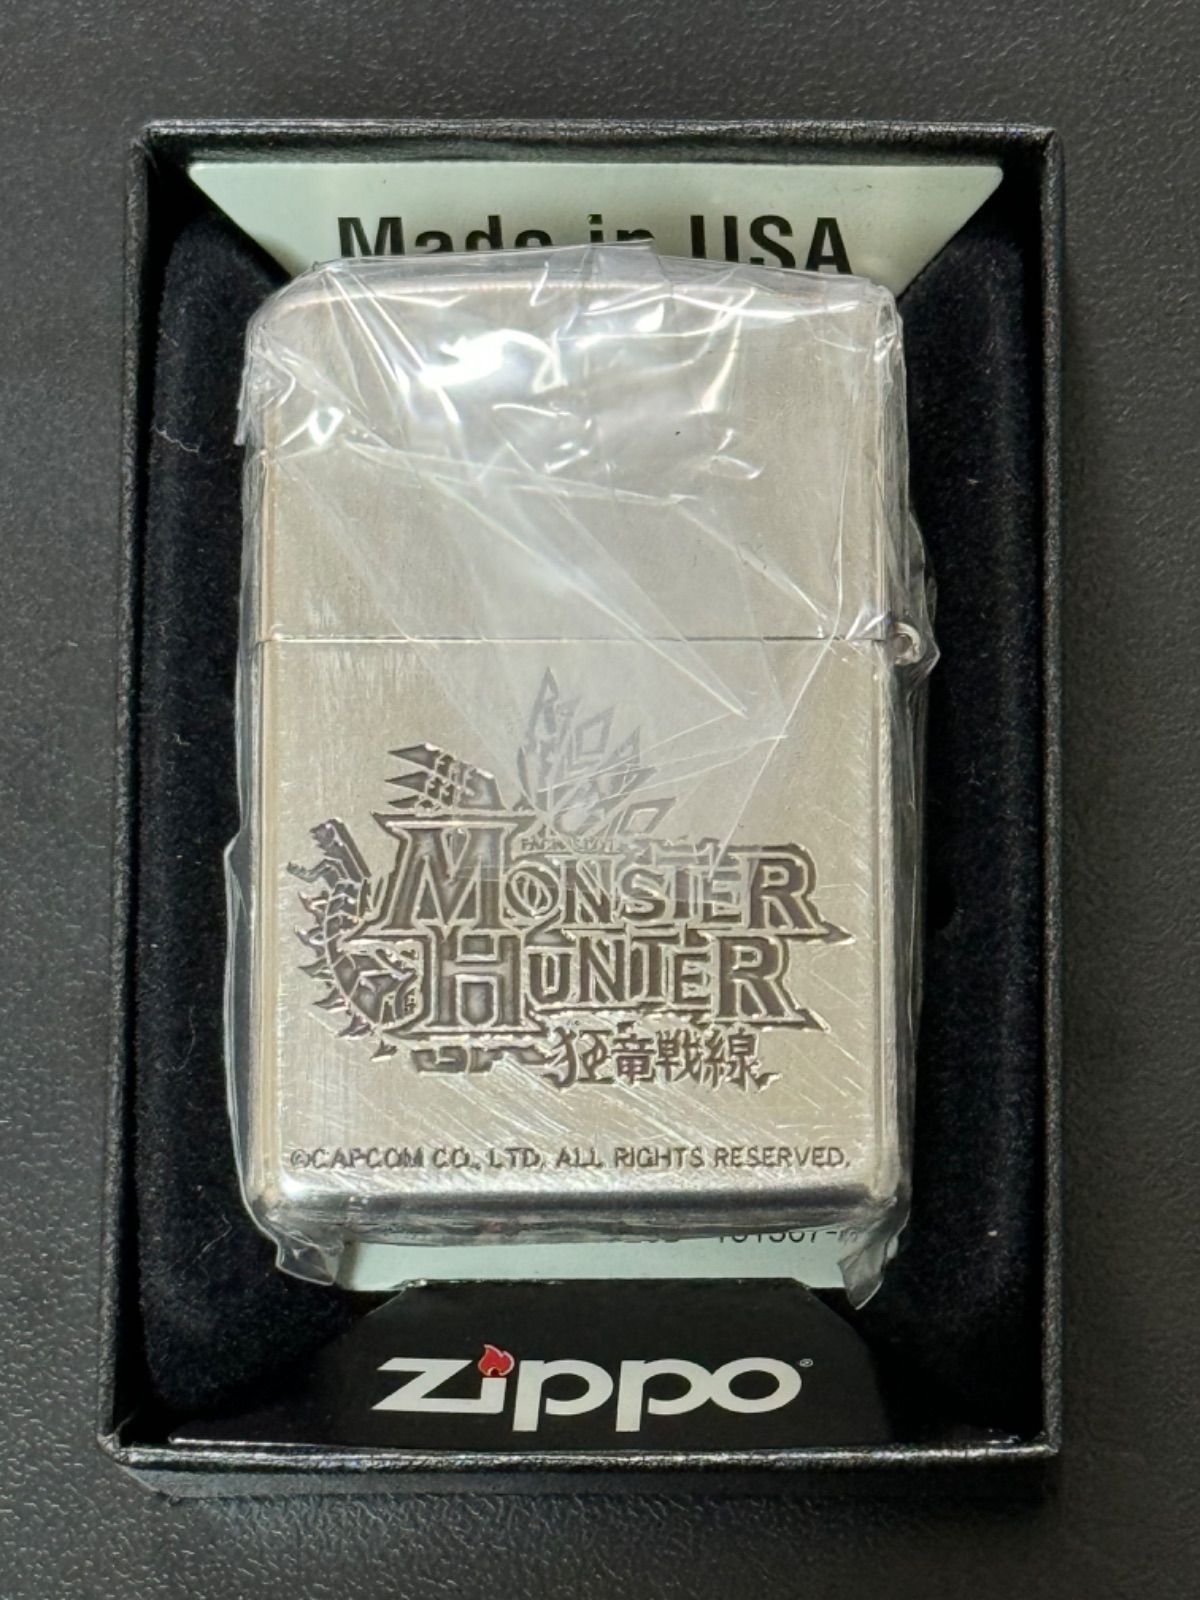 Made in USA
MONSTER
HUNTER
狂竜戦線
©CAPCOM CO., LTD. ALL RIGHTS RESERVED.
zippo®